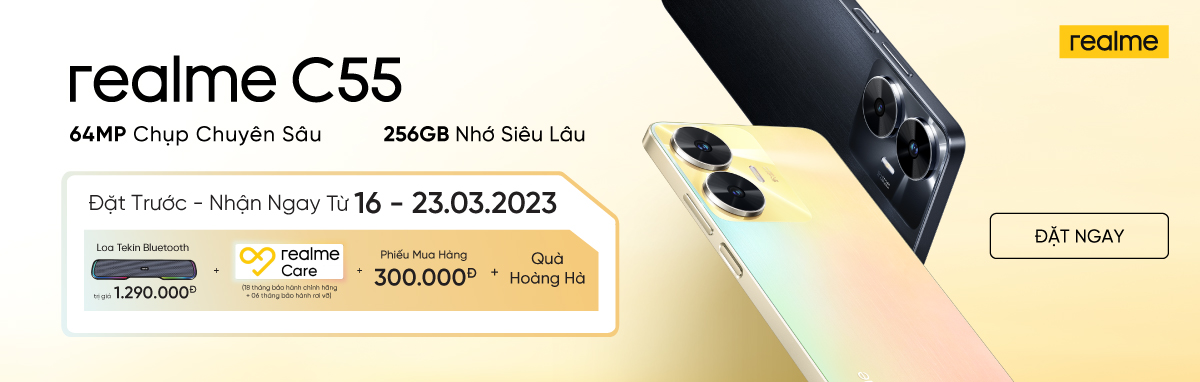 realme
realme C55
64MP Chụp Chuyên Sâu
256GB Nhớ Siêu Lâu
Đặt Trước - Nhận Ngay Từ 16 - 23.03.2023
Loa Tekin Bluetooth
trị giá 1.290.000Đ
+
realme
Care
(18 tháng bảo hành chính hãng
+ 06 tháng bảo hành rơi vỡ)
+
Phiếu Mua Hàng
300.000Đ
+
Quà
Hoàng Hà
ĐẶT NGAY